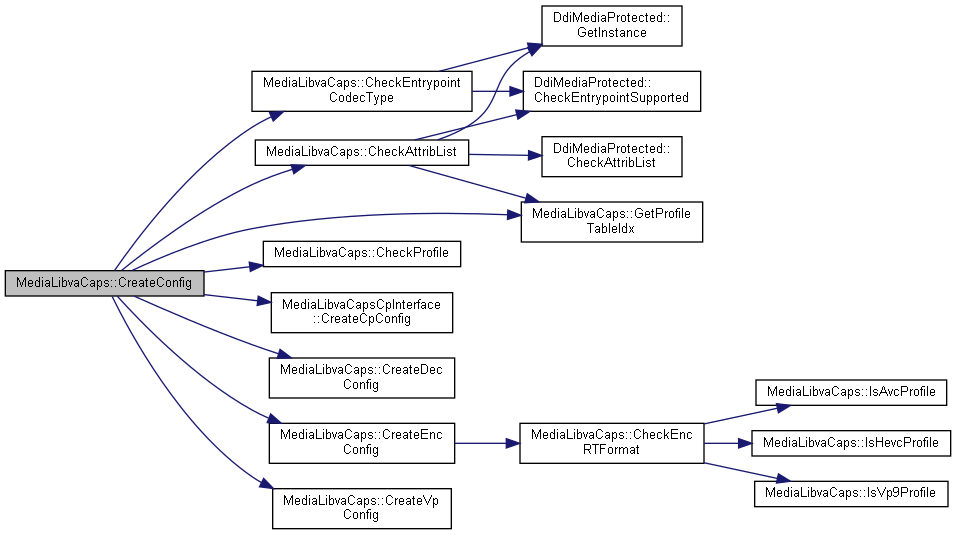 DdiMediaProtected::
GetInstance
MediaLibvaCaps::CheckEntrypoint
CodecType
DdiMediaProtected::
CheckEntrypointSupported
MediaLibvaCaps::CheckAttribList
DdiMediaProtected::
CheckAttribList
MediaLibvaCaps::GetProfile
TableIdx
MediaLibvaCaps::CheckProfile
MediaLibvaCaps::CreateConfig
MediaLibvaCapsCpInterface
::CreateCpConfig
MediaLibvaCaps::CreateDec
Config
MediaLibvaCaps::CreateEnc
Config
MediaLibvaCaps::CheckEnc
RTFormat
MediaLibvaCaps::IsAvcProfile
MediaLibvaCaps::IsHevcProfile
MediaLibvaCaps::IsVp9Profile
MediaLibvaCaps::CreateVp
Config